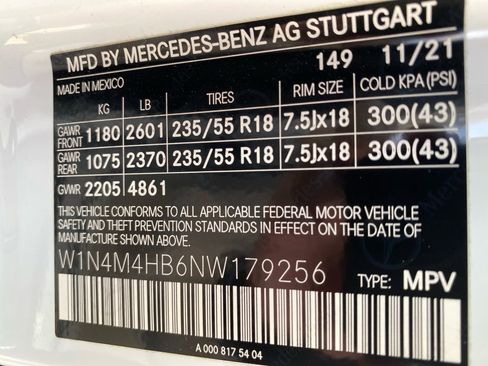 MFD BY MERCEDES-BENZ AG STUTTGART
149 11/21
MADE IN MEXICO
KG LB TIRES RIM SIZE COLD KPA(PSI)
GAWR FRONT 1180 2601 235/55 R18 7.5Jx18 300(43)
GAWR REAR 1075 2370 235/55 R18 7.5Jx18 300(43)
GVWR 2205 4861
THIS VEHICLE CONFORMS TO ALL APPLICABLE FEDERAL MOTOR VEHICLE
SAFETY AND THEFT PREVENTION STANDARDS IN EFFECT ON THE DATE OF
MANUFACTURE SHOWN ABOVE.
W1N4M4HB6NW179256 TYPE: MPV
A 000 817 54 04